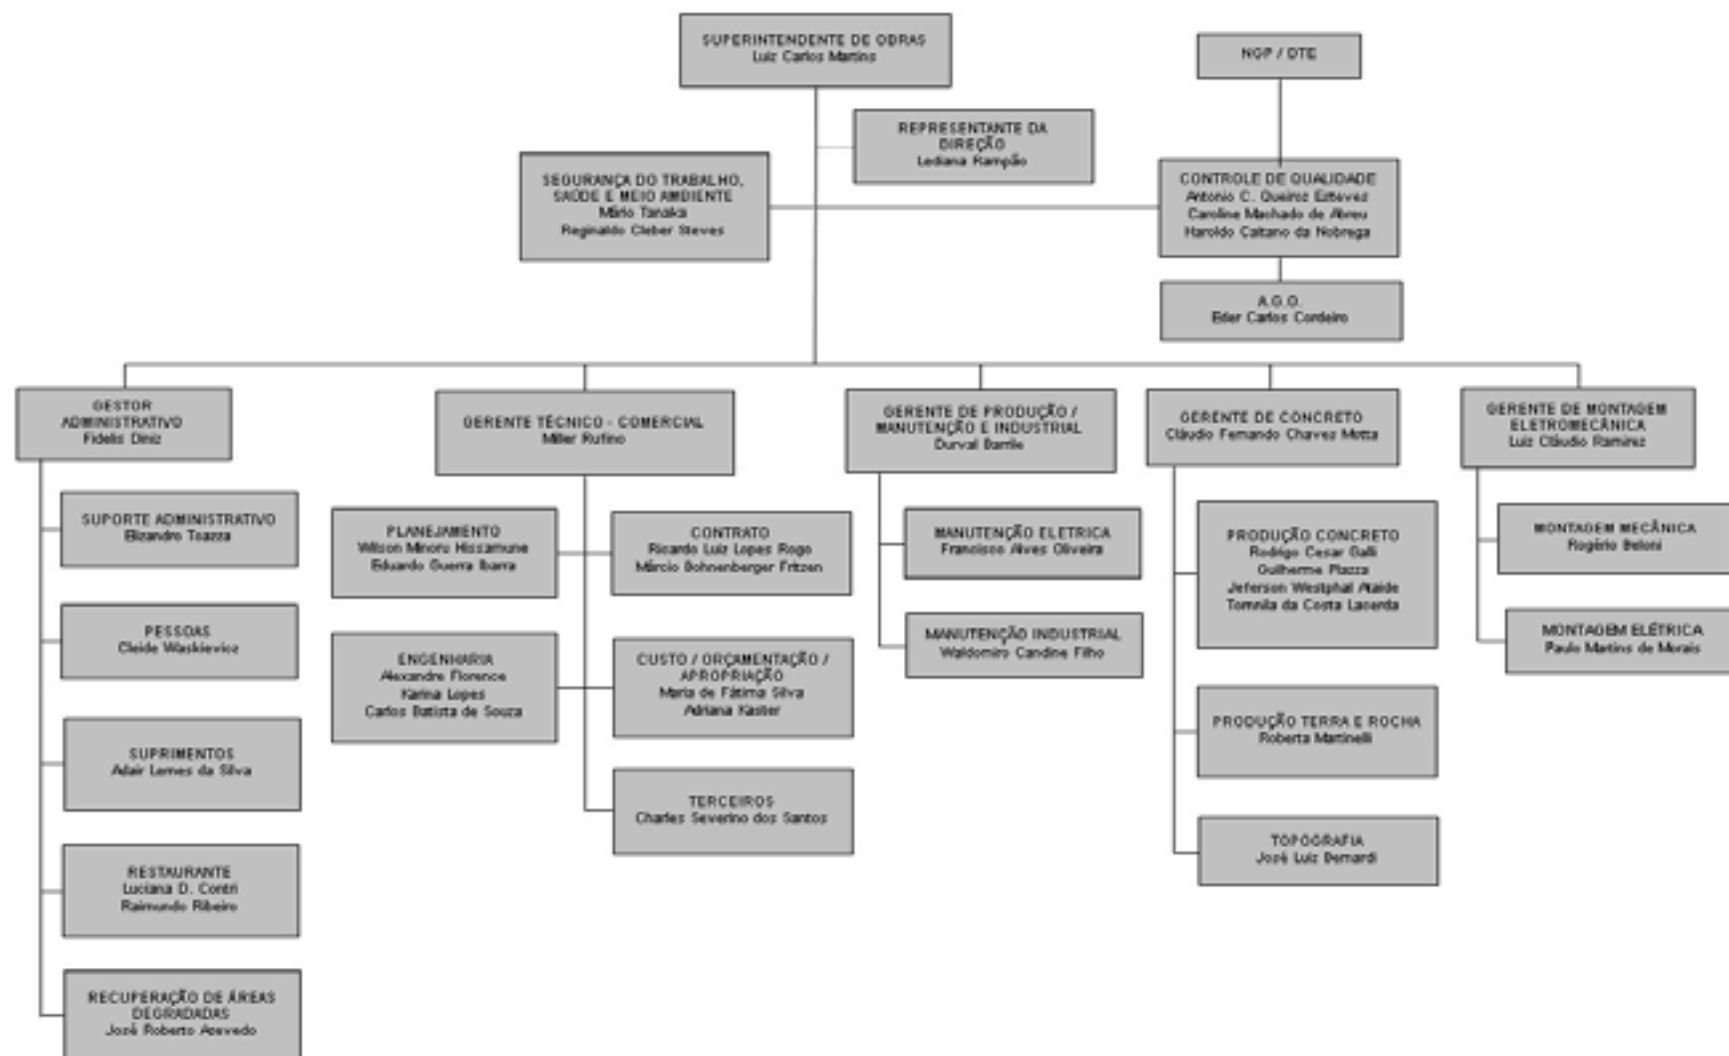 SUPERINTENDENTE DE OBRAS
Luiz Carlos Martins
NGP / DTE
REPRESENTANTE DA
DIREÇÃO
Lediana Rampão
SEGURANÇA DO TRABALHO,
SAÚDE E MEIO AMBIENTE
Mário Tanaka
Reginaldo Cleber Steves
CONTROLE DE QUALIDADE
Antonio C. Queiroz Esteves
Caroline Machado de Abreu
Haroldo Caitano da Nobrega
A.G.O.
Eder Carlos Cordeiro
GESTOR
ADMINISTRATIVO
Fidelis Diniz
GERENTE TÉCNICO - COMERCIAL
Miller Rufino
GERENTE DE PRODUÇÃO /
MANUTENÇÃO E INDUSTRIAL
Durval
GERENTE DE CONCRETO
Cláudio Fernando Chavez Motta
GERENTE DE MONTAGEM
ELETROMECÂNICA
Luiz Cláudio Ramirez
SUPORTE ADMINISTRATIVO
Elizandro Toazza
PESSOAS
Cleide Waskievicz
SUPRIMENTOS
Adair Lemes da Silva
RESTAURANTE
Luciana D. Contri
Raimundo Ribeiro
RECUPERAÇÃO DE ÁREAS
DEGRADADAS
José Roberto Azevedo
PLANEJAMENTO
Wilson Minoru Hissamune
Eduardo Guerra Ibarra
CONTRATO
Ricardo Luiz Lopes Rogo
Márcio Bohnenberger Fritzen
ENGENHARIA
Alexandre Florence
Karina Lopes
Carlos Batista de Souza
CUSTO / ORÇAMENTAÇÃO /
APROPRIAÇÃO
Maria de Fátima Silva
Adriana Kaster
TERCEIROS
Charles Severino dos Santos
MANUTENÇÃO ELETRICA
Francisco Alves Oliveira
MANUTENÇÃO INDUSTRIAL
Waldomiro Candine Filho
PRODUÇÃO CONCRETO
Rodrigo Cesar Galli
Guilherme Piazza
Jeferson Westphal Ataide
da Costa Lacerda
PRODUÇÃO TERRA E ROCHA
Roberta Martinelli
TOPOGRAFIA
José Luiz Bernardi
MONTAGEM MECÂNICA
Rogério Beloni
MONTAGEM ELÉTRICA
Paulo Martins de Morais